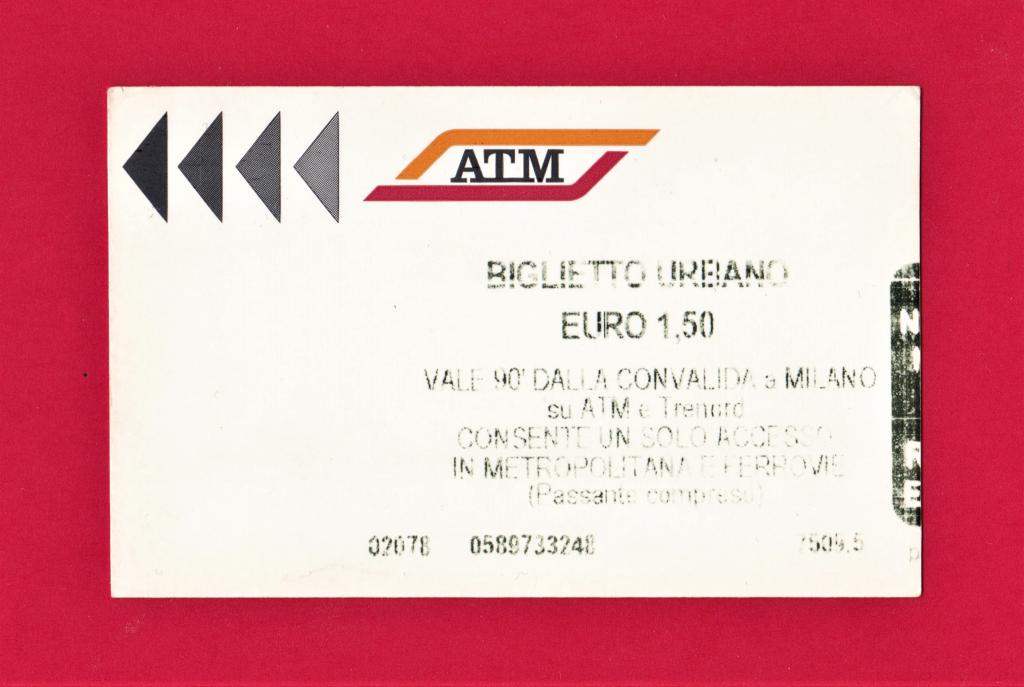 ATM
BIGLIETTO URBANO
EURO 1,50
VALE 90' DALLA CONVALIDA a MILANO
su ATM e Trenord
CONSENTE UN SOLO ACCESSO
IN METROPOLITANA E FERROVIE
(Passante compreso)
02078 0589733248